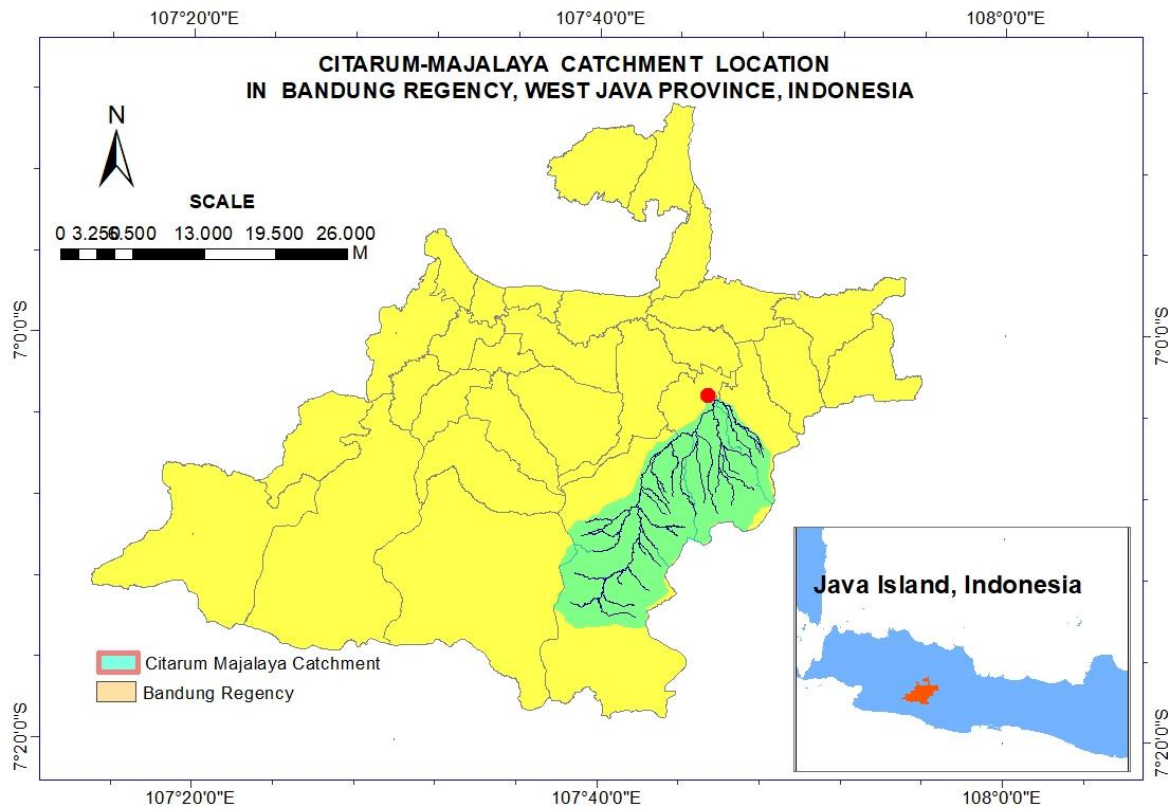 107°20'0"E 107°40'0"E 108°0'0"E
CITARUM-MAJALAYA CATCHMENT LOCATION
IN BANDUNG REGENCY, WEST JAVA PROVINCE, INDONESIA
N
SCALE
0 3.250 6.500 13.000 19.500 26.000
M
7°0'0"S
7°0'0"S
Java Island, Indonesia
Citarum Majalaya Catchment
Bandung Regency
7°20'0"S
7°20'0"S
107°20'0"E 107°40'0"E 108°0'0"E